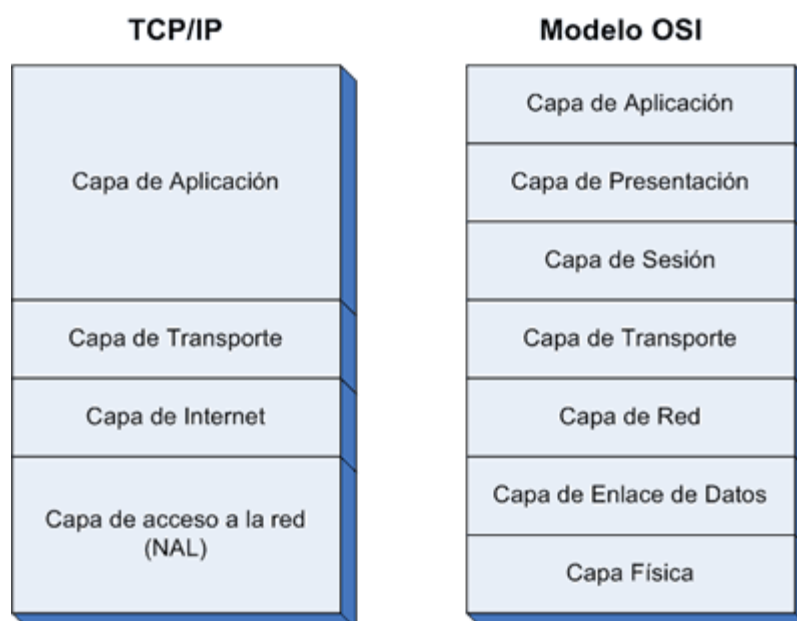 TCP/IP
Capa de Aplicación
Capa de Transporte
Capa de Internet
Capa de acceso a la red
(NAL)
Modelo OSI
Capa de Aplicación
Capa de Presentación
Capa de Sesión
Capa de Transporte
Capa de Red
Capa de Enlace de Datos
Capa Física